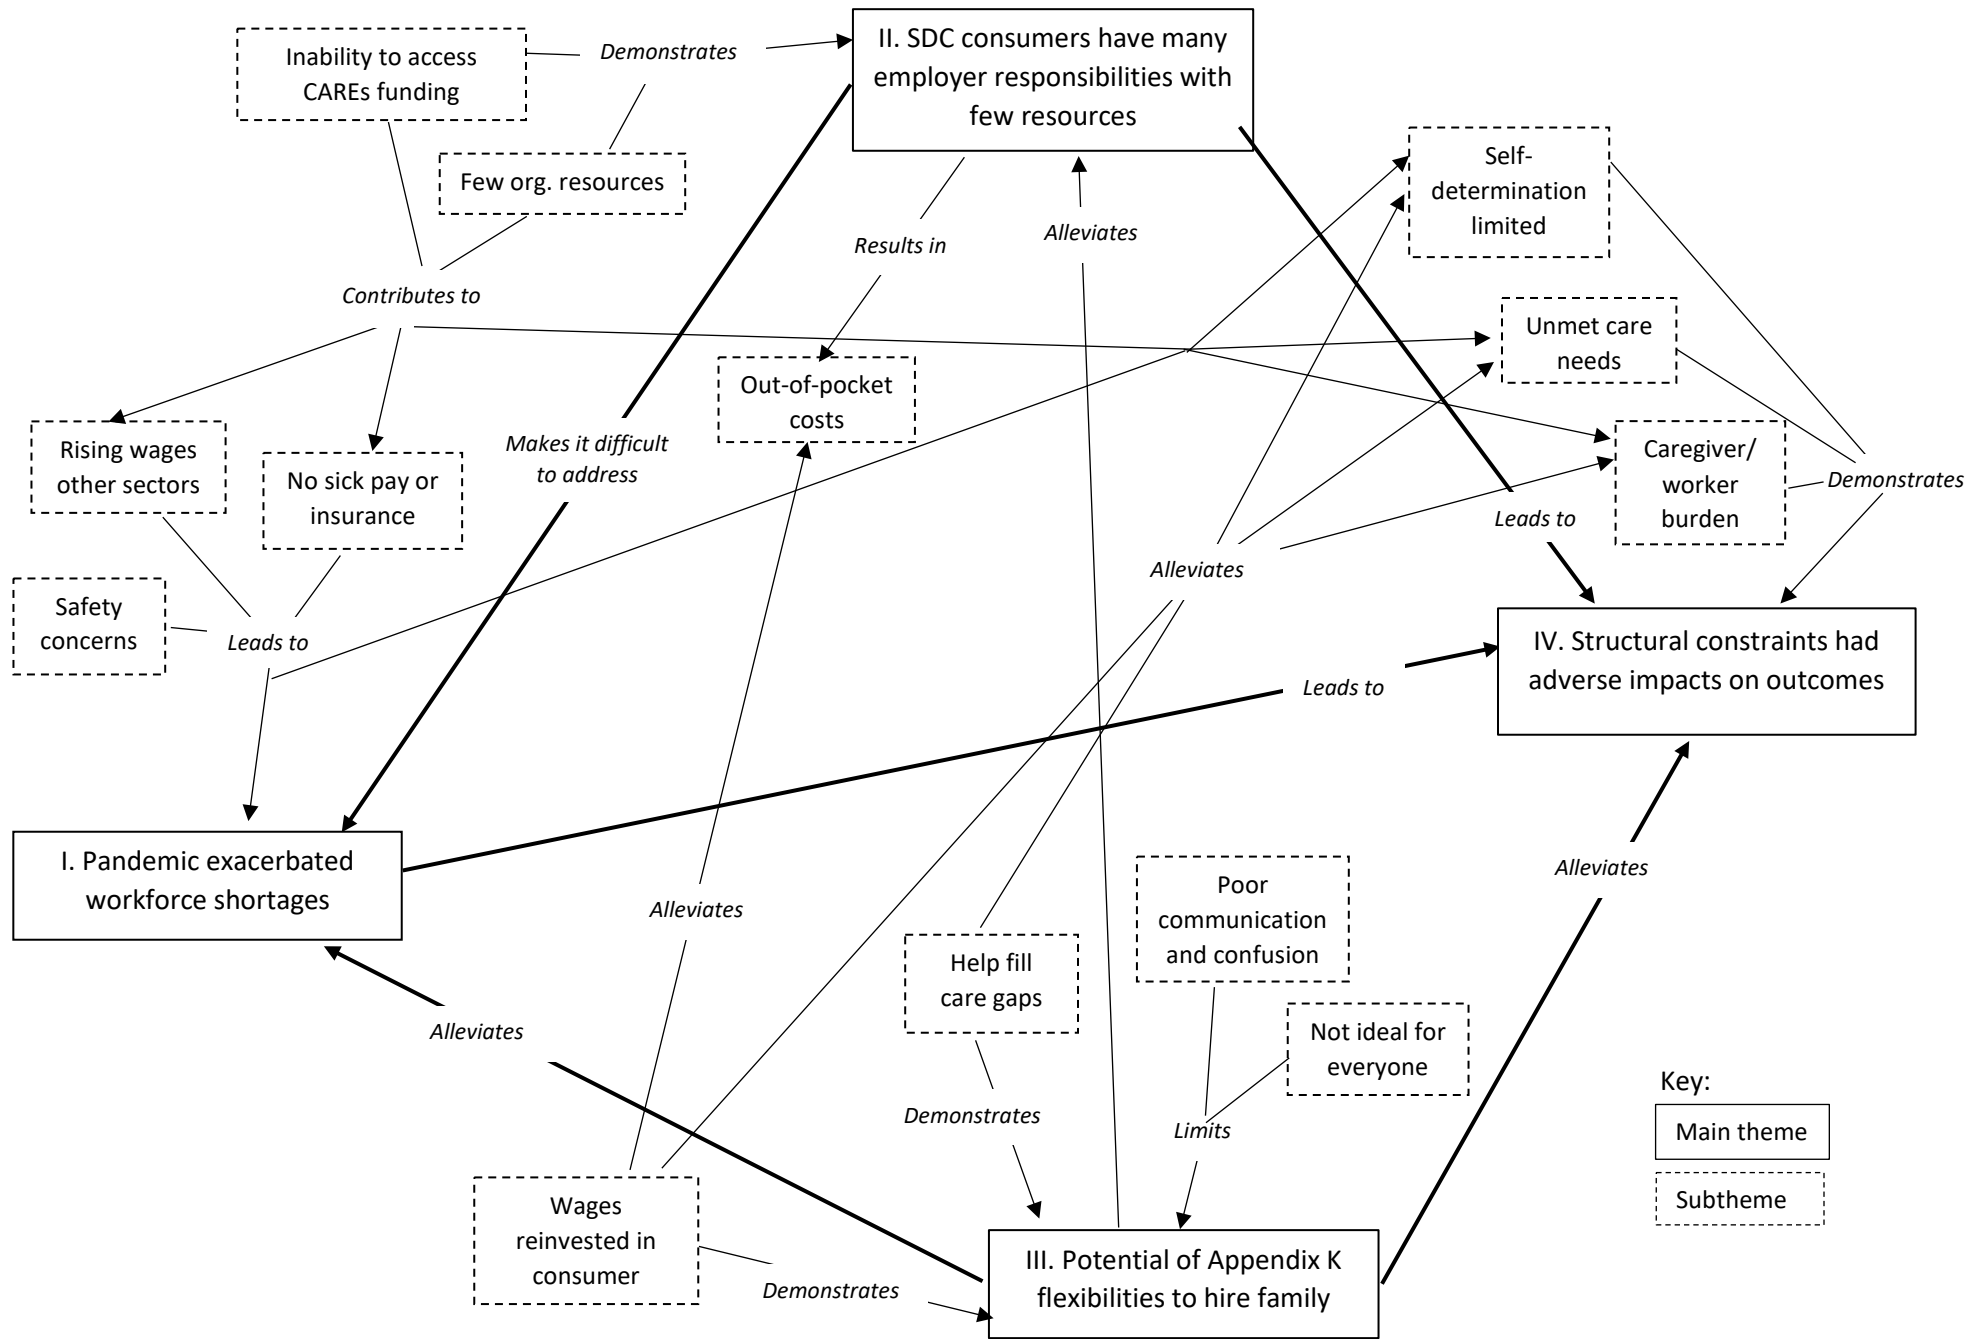 Inability to access
CAREs funding
Demonstrates
II. SDC consumers have many
employer responsibilities with
few resources
Few org. resources
Self-
determination
limited
Results in
Alleviates
Contributes to
Unmet care
needs
Out-of-pocket
costs
Rising wages
other sectors
No sick pay or
insurance
Makes it difficult
to address
Caregiver/
worker
burden
Demonstrates
Leads to
Alleviates
Safety
concerns
Leads to
IV. Structural constraints had
adverse impacts on outcomes
Leads to
I. Pandemic exacerbated
workforce shortages
Alleviates
Poor
communication
and confusion
Alleviates
Help fill
care gaps
Alleviates
Not ideal for
everyone
Demonstrates
Limits
Key:
Main theme
Subtheme
Wages
reinvested in
consumer
Demonstrates
III. Potential of Appendix K
flexibilities to hire family